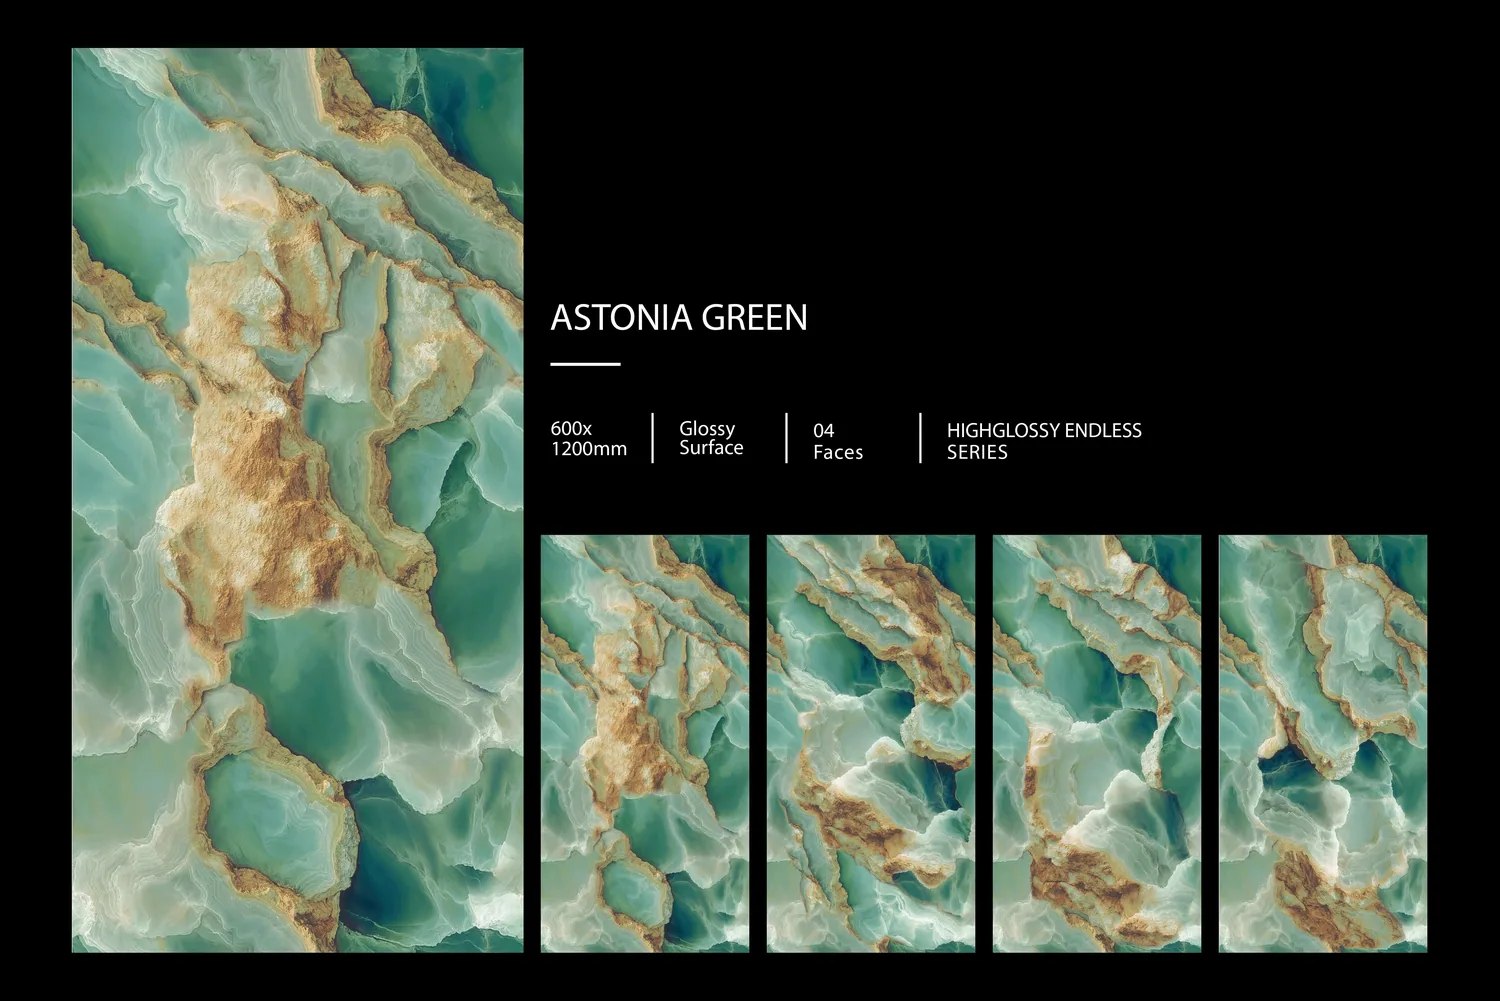 ASTONIA GREEN
600x
1200mm
Glossy
Surface
04
Faces
HIGHGLOSSY ENDLESS
SERIES